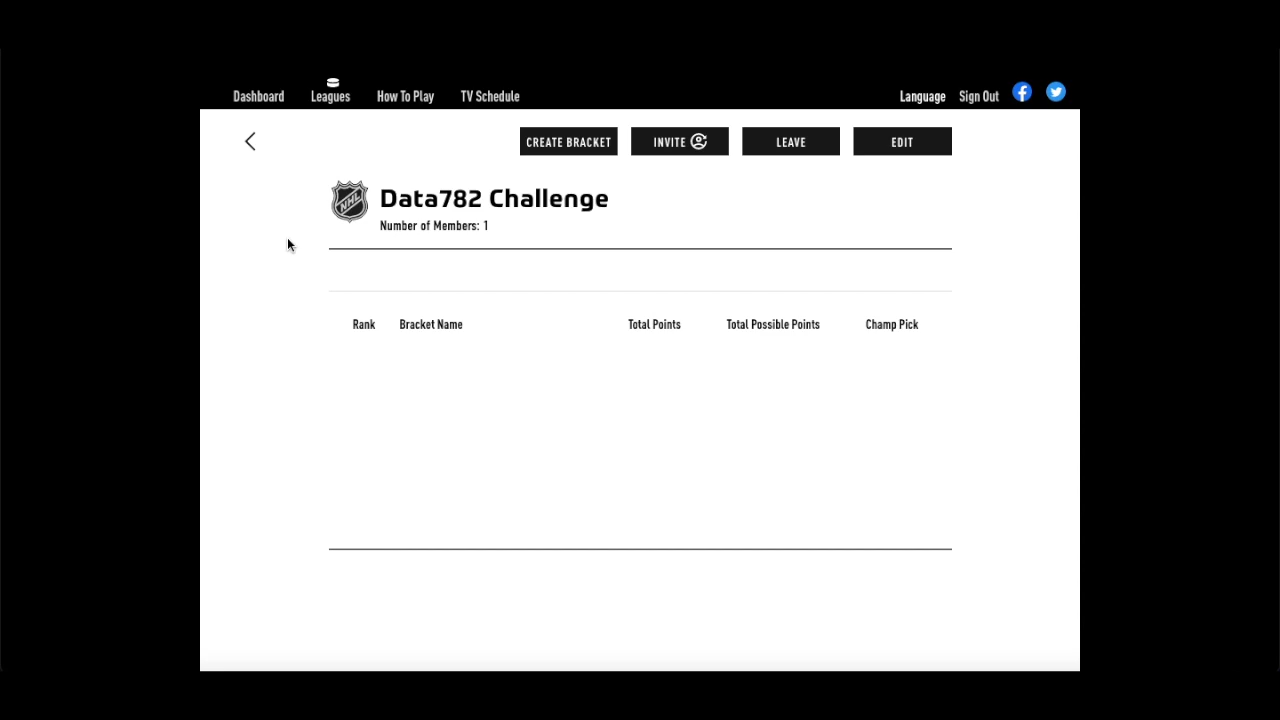 Dashboard Leagues How To Play TV Schedule Language Sign Out
CREATE BRACKET INVITE LEAVE EDIT
NHL
Data782 Challenge
Number of Members: 1
Rank Bracket Name Total Points Total Possible Points Champ Pick